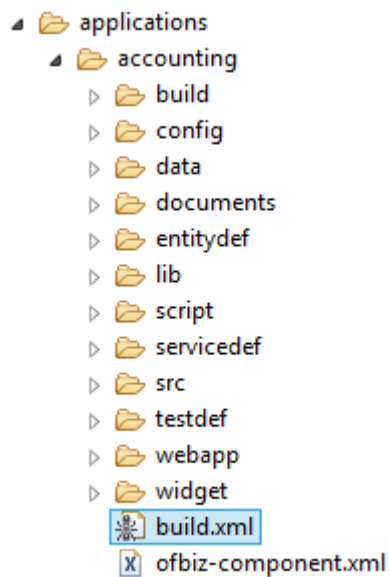 applications
accounting
build
config
data
documents
entitydef
lib
script
servicedef
src
testdef
webapp
widget
build.xml
ofbiz-component.xml